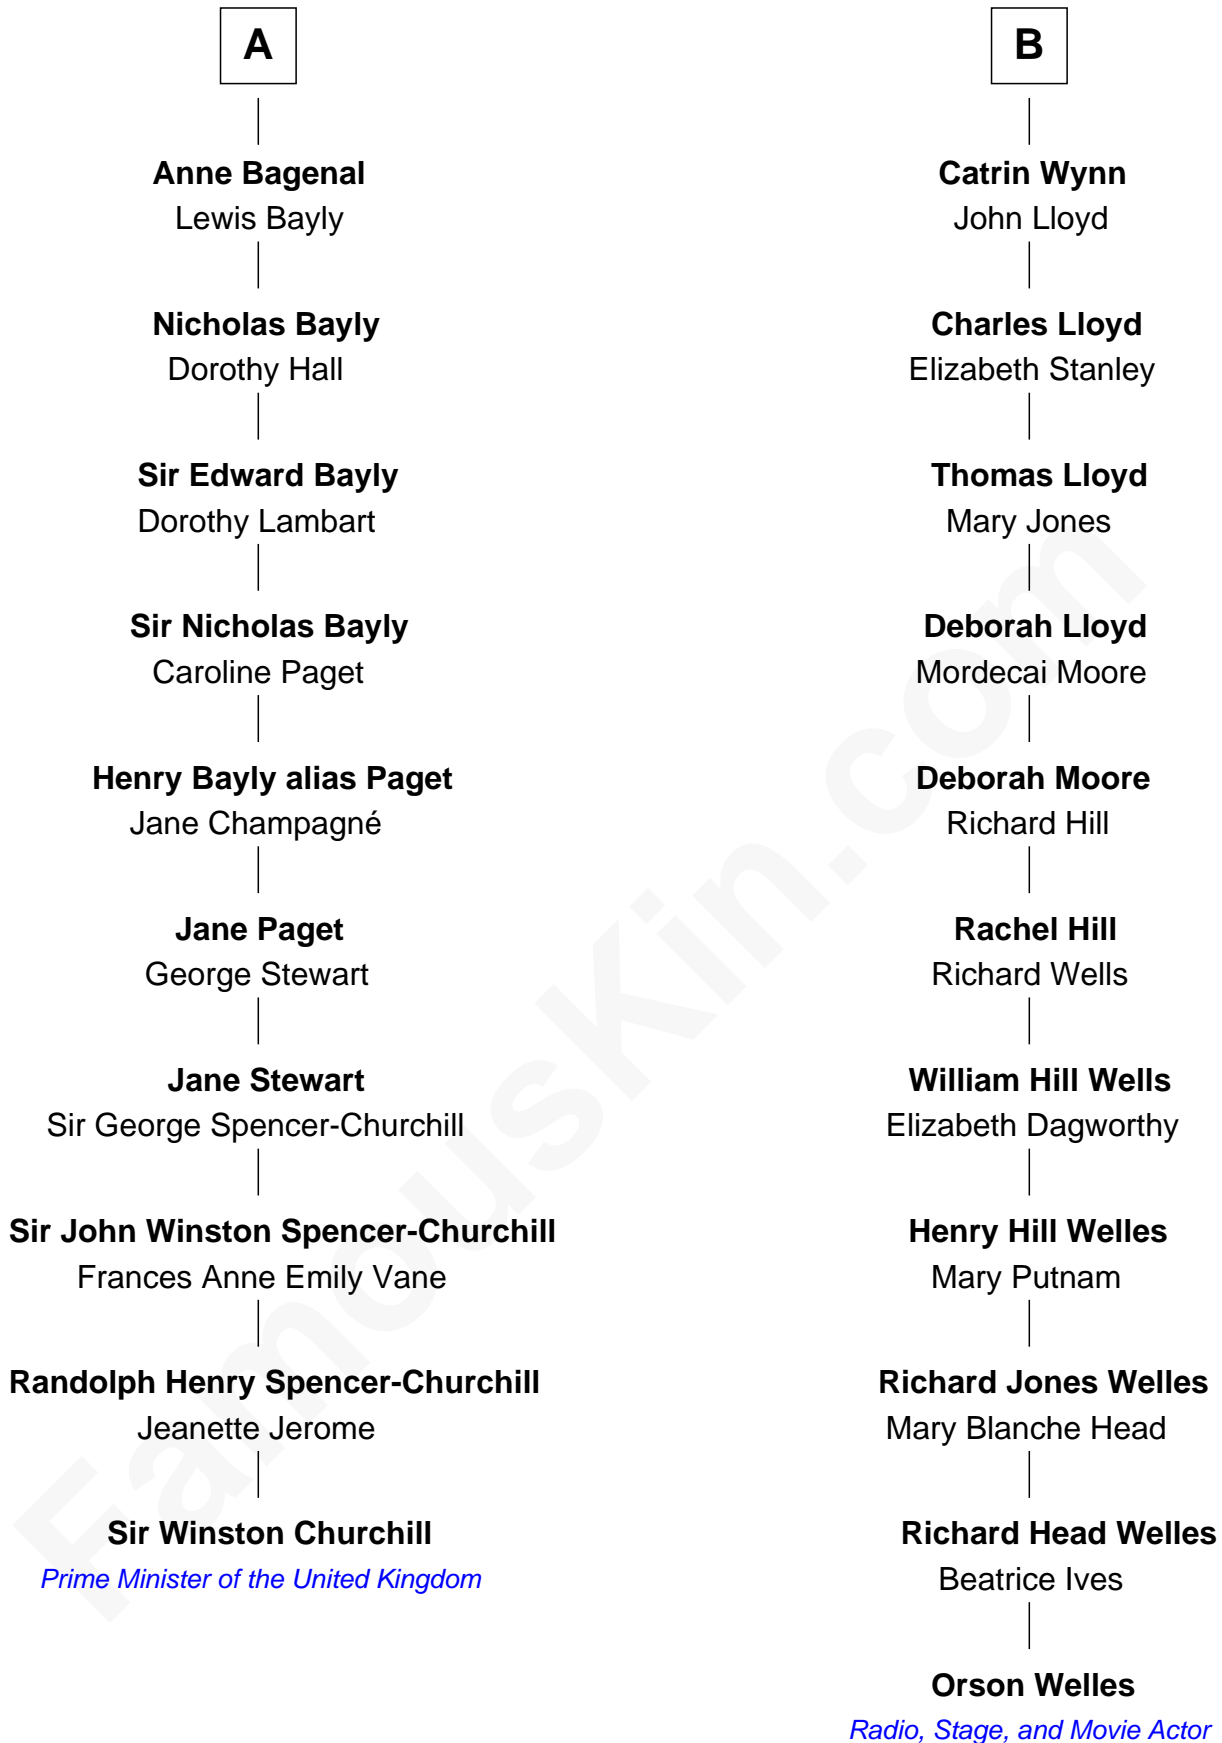 A
Anne Bagenal
Lewis Bayly
Nicholas Bayly
Dorothy Hall
Sir Edward Bayly
Dorothy Lambart
Sir Nicholas Bayly
Caroline Paget
Henry Bayly alias Paget
Jane Champagné
Jane Paget
George Stewart
Jane Stewart
Sir George Spencer-Churchill
Sir John Winston Spencer-Churchill
Frances Anne Emily Vane
Randolph Henry Spencer-Churchill
Jeanette Jerome
Sir Winston Churchill
Prime Minister of the United Kingdom
B
Catrin Wynn
John Lloyd
Charles Lloyd
Elizabeth Stanley
Thomas Lloyd
Mary Jones
Deborah Lloyd
Mordecai Moore
Deborah Moore
Richard Hill
Rachel Hill
Richard Wells
William Hill Wells
Elizabeth Dagworthy
Henry Hill Welles
Mary Putnam
Richard Jones Welles
Mary Blanche Head
Richard Head Welles
Beatrice Ives
Orson Welles
Radio, Stage, and Movie Actor
FamousKin.com